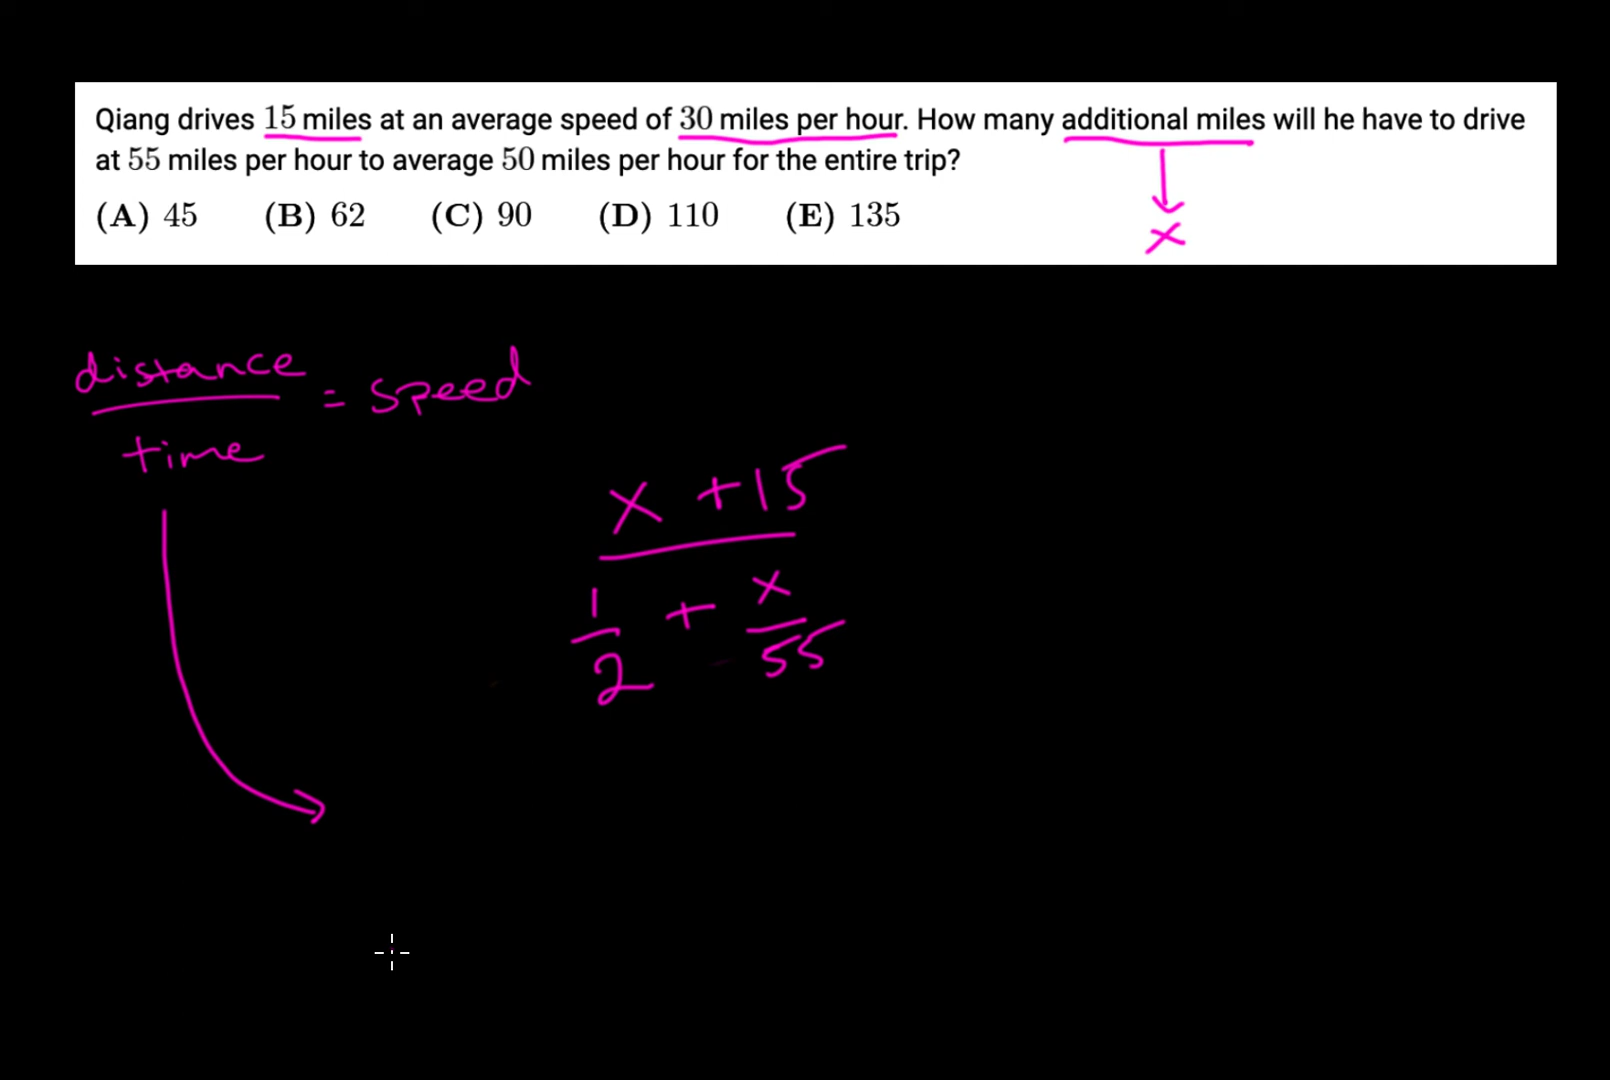 Qiang drives 15 miles at an average speed of 30 miles per hour. How many additional miles will he have to drive
at 55 miles per hour to average 50 miles per hour for the entire trip?
(A) 45 (B) 62 (C) 90 (D) 110 (E) 135
x
distance
= speed
time
x + 15
1 + x
2 55